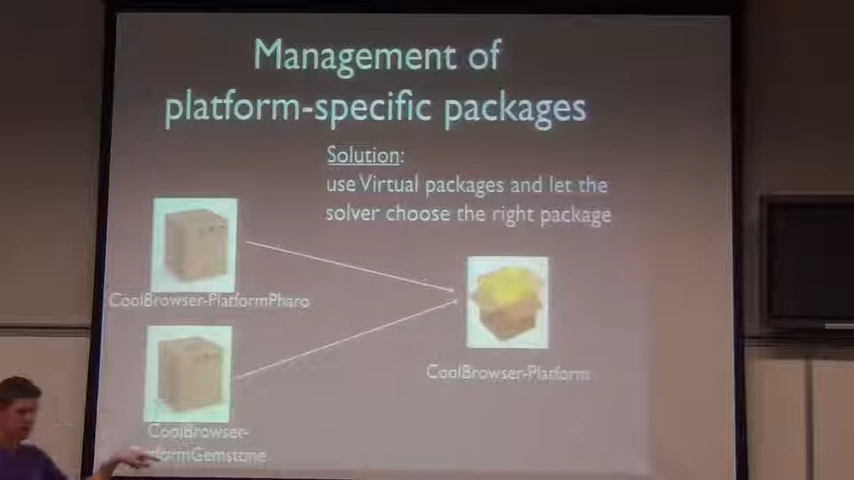 Management of
platform-specific packages
Solution:
use Virtual packages and let the
solver choose the right package
CoolBrowser-PlatformPharo
CoolBrowser-Platform
CoolBrowser-
formGemstone